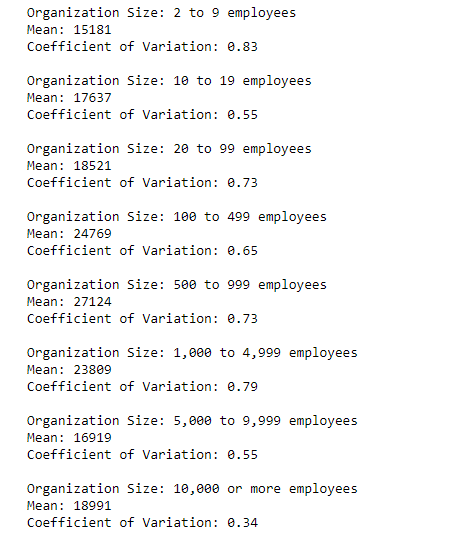 Organization Size: 2 to 9 employees
Mean: 15181
Coefficient of Variation: 0.83
Organization Size: 10 to 19 employees
Mean: 17637
Coefficient of Variation: 0.55
Organization Size: 20 to 99 employees
Mean: 18521
Coefficient of Variation: 0.73
Organization Size: 100 to 499 employees
Mean: 24769
Coefficient of Variation: 0.65
Organization Size: 500 to 999 employees
Mean: 27124
Coefficient of Variation: 0.73
Organization Size: 1,000 to 4,999 employees
Mean: 23809
Coefficient of Variation: 0.79
Organization Size: 5,000 to 9,999 employees
Mean: 16919
Coefficient of Variation: 0.55
Organization Size: 10,000 or more employees
Mean: 18991
Coefficient of Variation: 0.34